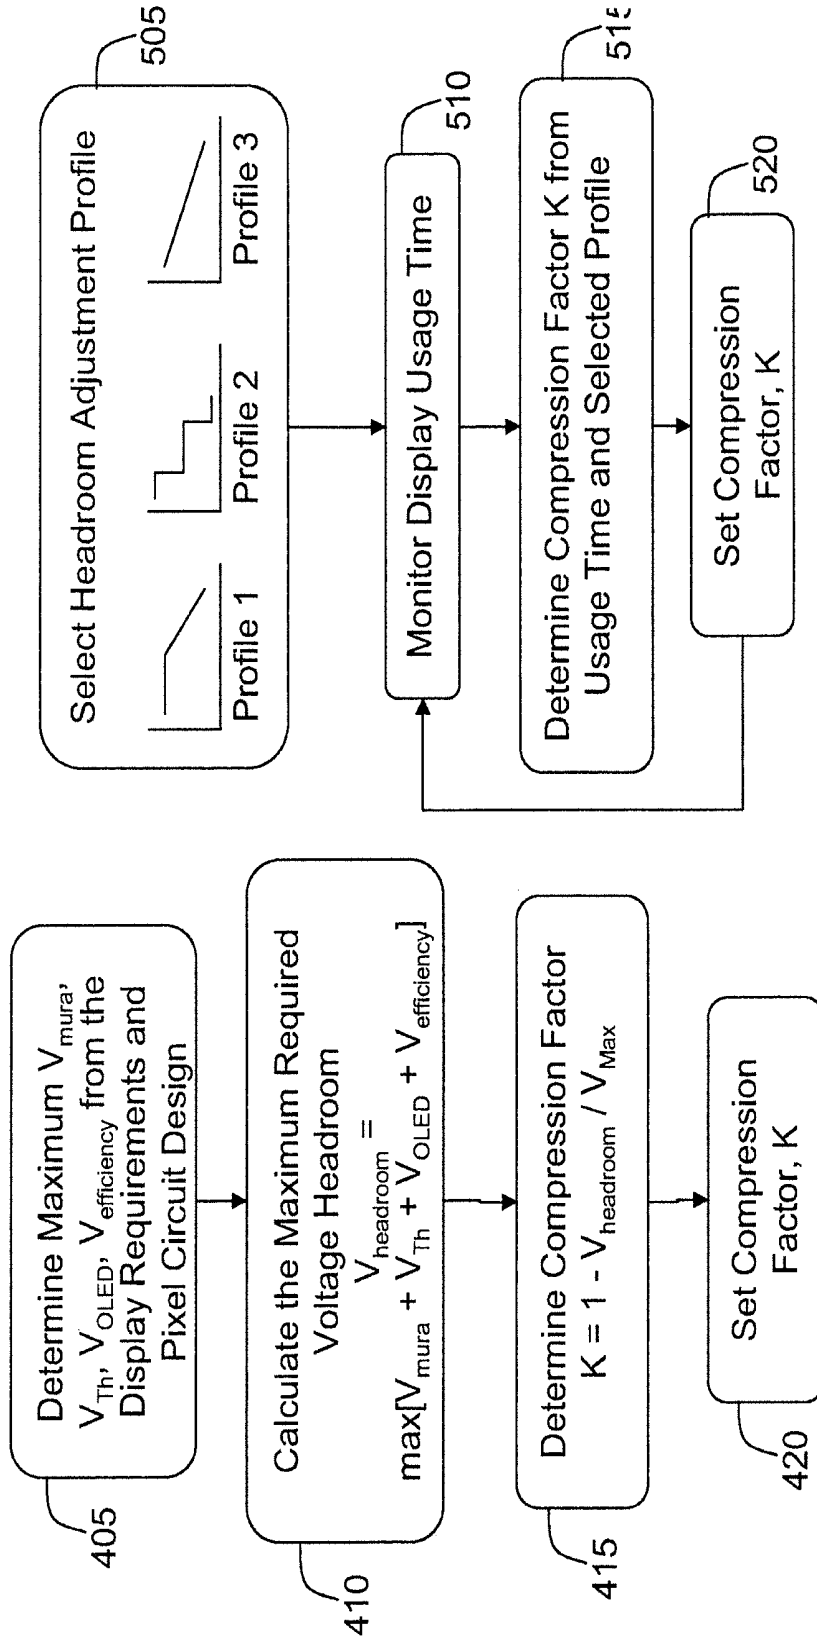 Determine Maximum V_mura,
V_Th, V_OLED, V_efficiency from the
Display Requirements and
Pixel Circuit Design
405
Calculate the Maximum Required
Voltage Headroom
V_headroom =
max[V_mura + V_Th + V_OLED + V_efficiency]
410
Determine Compression Factor
K = 1 - V_headroom / V_Max
415
Set Compression
Factor, K
420
Select Headroom Adjustment Profile
Profile 1
Profile 2
Profile 3
505
Monitor Display Usage Time
510
Determine Compression Factor K from
Usage Time and Selected Profile
515
Set Compression
Factor, K
520